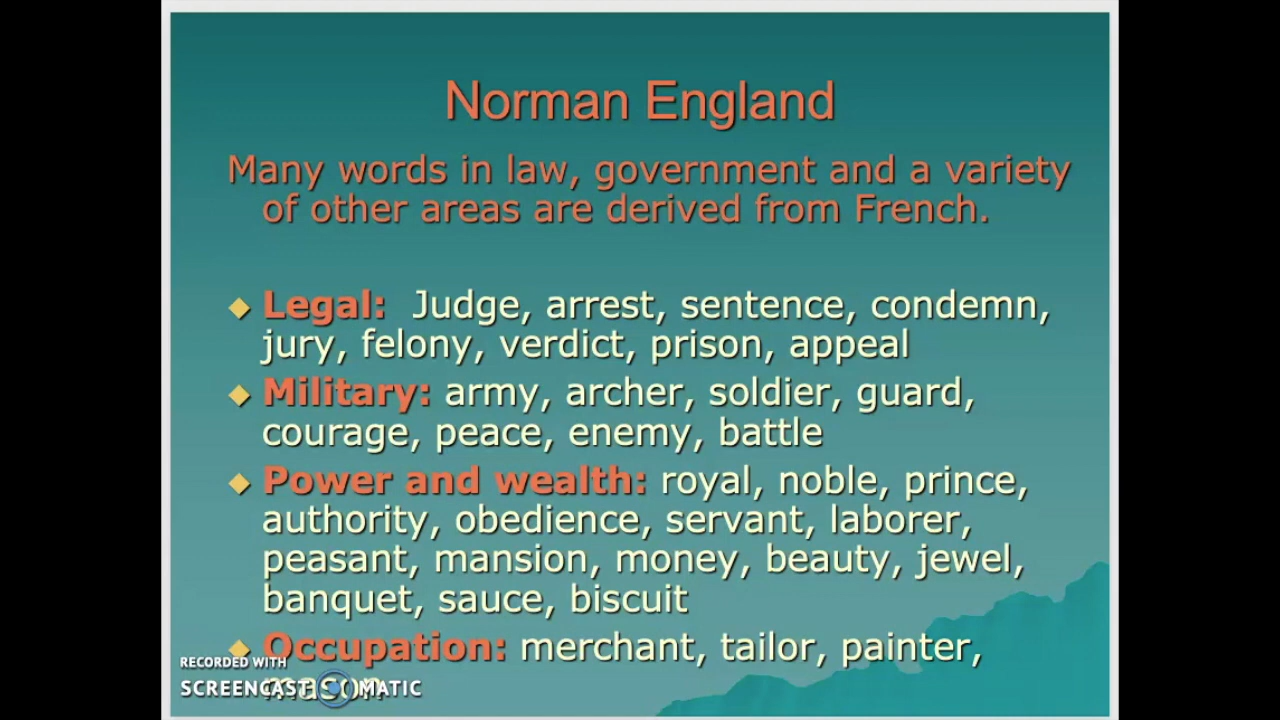 Norman England
Many words in law, government and a variety
of other areas are derived from French.
Legal: Judge, arrest, sentence, condemn,
jury, felony, verdict, prison, appeal
Military: army, archer, soldier, guard,
courage, peace, enemy, battle
Power and wealth: royal, noble, prince,
authority, obedience, servant, laborer,
peasant, mansion, money, beauty, jewel,
banquet, sauce, biscuit
Occupation: merchant, tailor, painter,
mason
RECORDED WITH
SCREENCAST MATIC